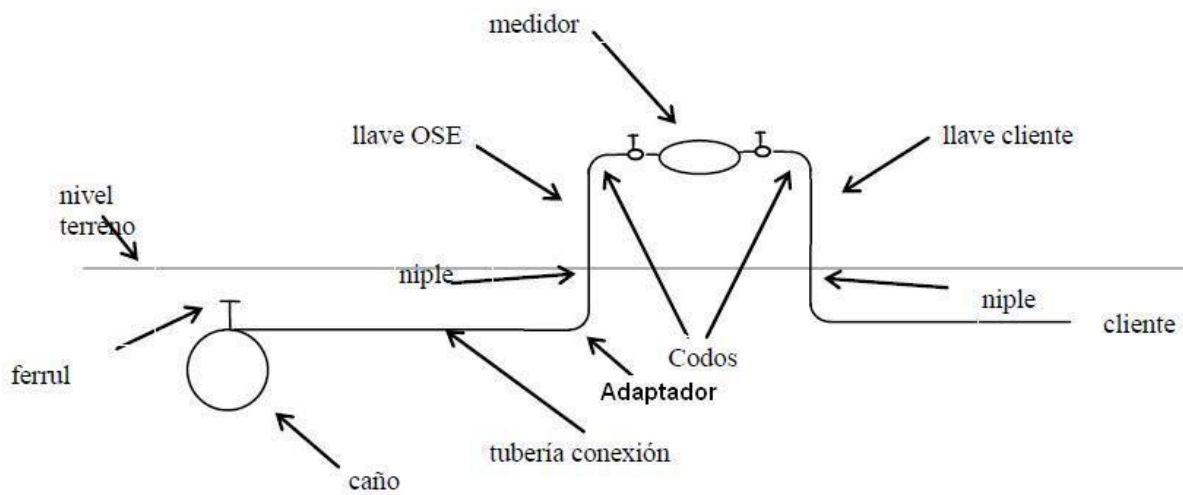 medidor
llave OSE
llave cliente
nivel
terreno
niple
niple
cliente
ferrul
Codos
Adaptador
tubería conexión
caño